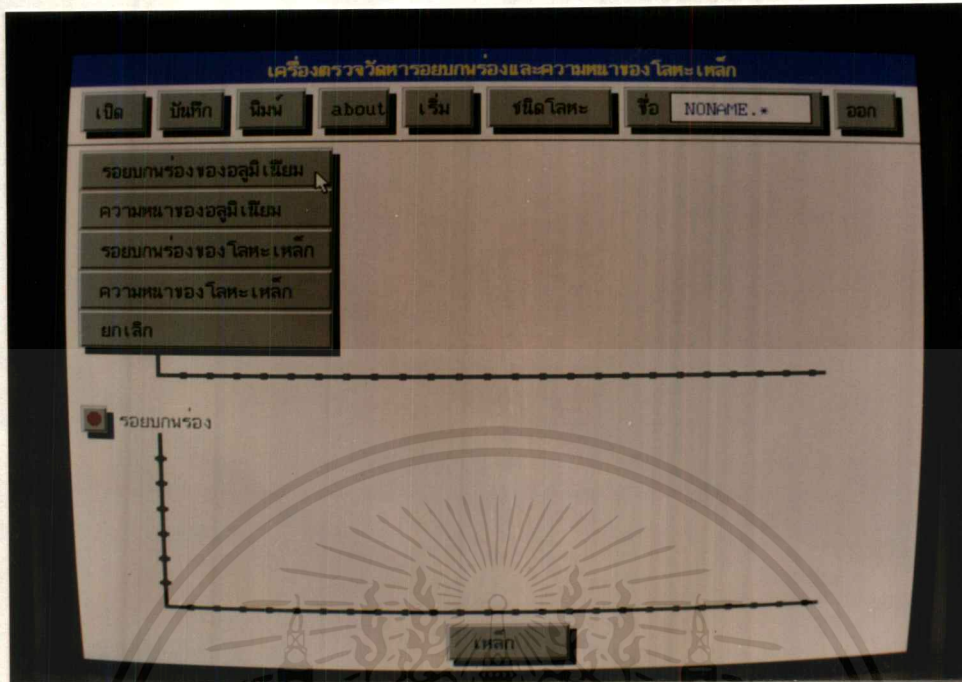 เครื่องตรวจวัดหารอยบกพร่องและความหนาของโลหะเหล็ก
เปิด บันทึก พิมพ์ about เริ่ม ชนิดโลหะ ชื่อ NONAME.* ออก
รอยบกพร่องของอลูมิเนียม
ความหนาของอลูมิเนียม
รอยบกพร่องของโลหะเหล็ก
ความหนาของโลหะเหล็ก
ยกเลิก
รอยบกพร่อง
เหล็ก